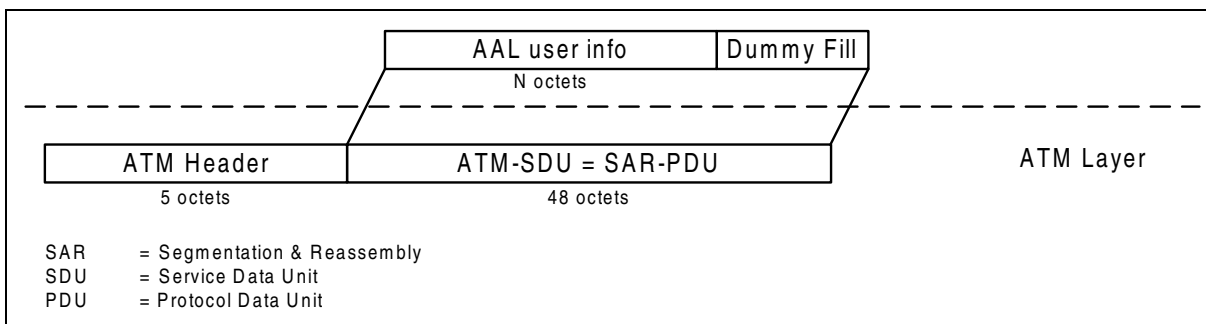 AAL user info Dummy Fill
N octets
ATM Header ATM-SDU = SAR-PDU ATM Layer
5 octets 48 octets
SAR = Segmentation & Reassembly
SDU = Service Data Unit
PDU = Protocol Data Unit